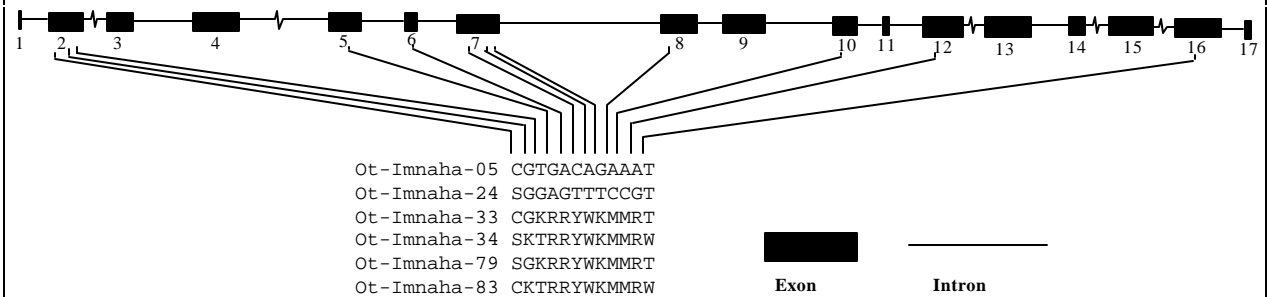 1 2 3 4 5 6 7 8 9 10 11 12 13 14 15 16 17
Ot-Imnaha-05 CGTGACAGAAAT
Ot-Imnaha-24 SGGAGTTTCCGT
Ot-Imnaha-33 CGKRRYWKMMRT
Ot-Imnaha-34 SKTRRYWKMMRW
Ot-Imnaha-79 SGKRRYWKMMRT
Ot-Imnaha-83 CKTRRYWKMMRW
Exon Intron